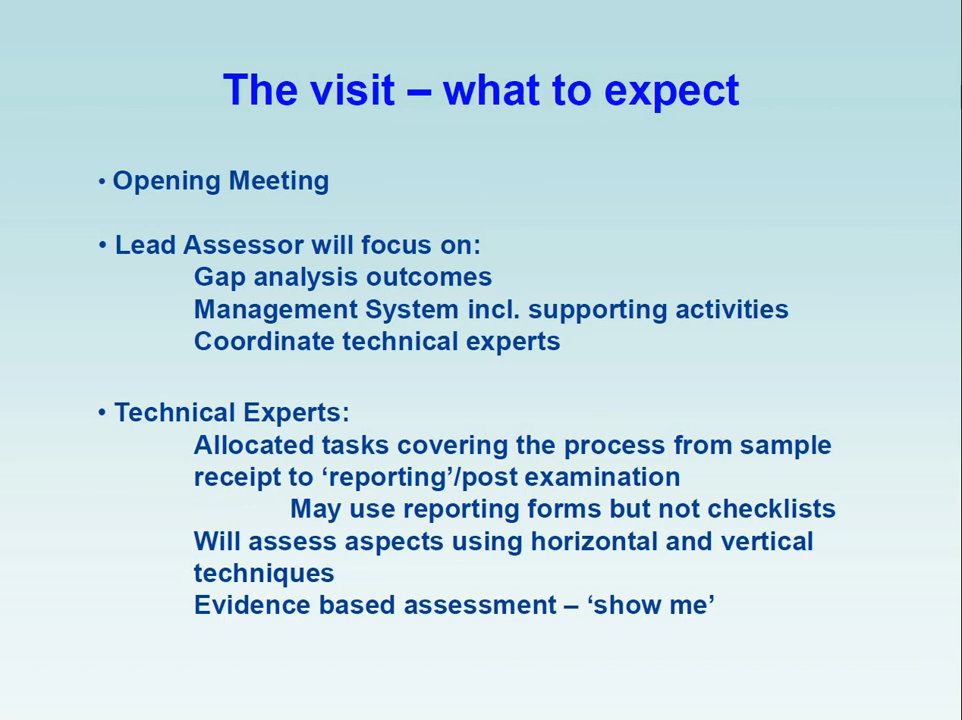 The visit – what to expect
• Opening Meeting
• Lead Assessor will focus on:
Gap analysis outcomes
Management System incl. supporting activities
Coordinate technical experts
• Technical Experts:
Allocated tasks covering the process from sample
receipt to ‘reporting’/post examination
May use reporting forms but not checklists
Will assess aspects using horizontal and vertical
techniques
Evidence based assessment – ‘show me’